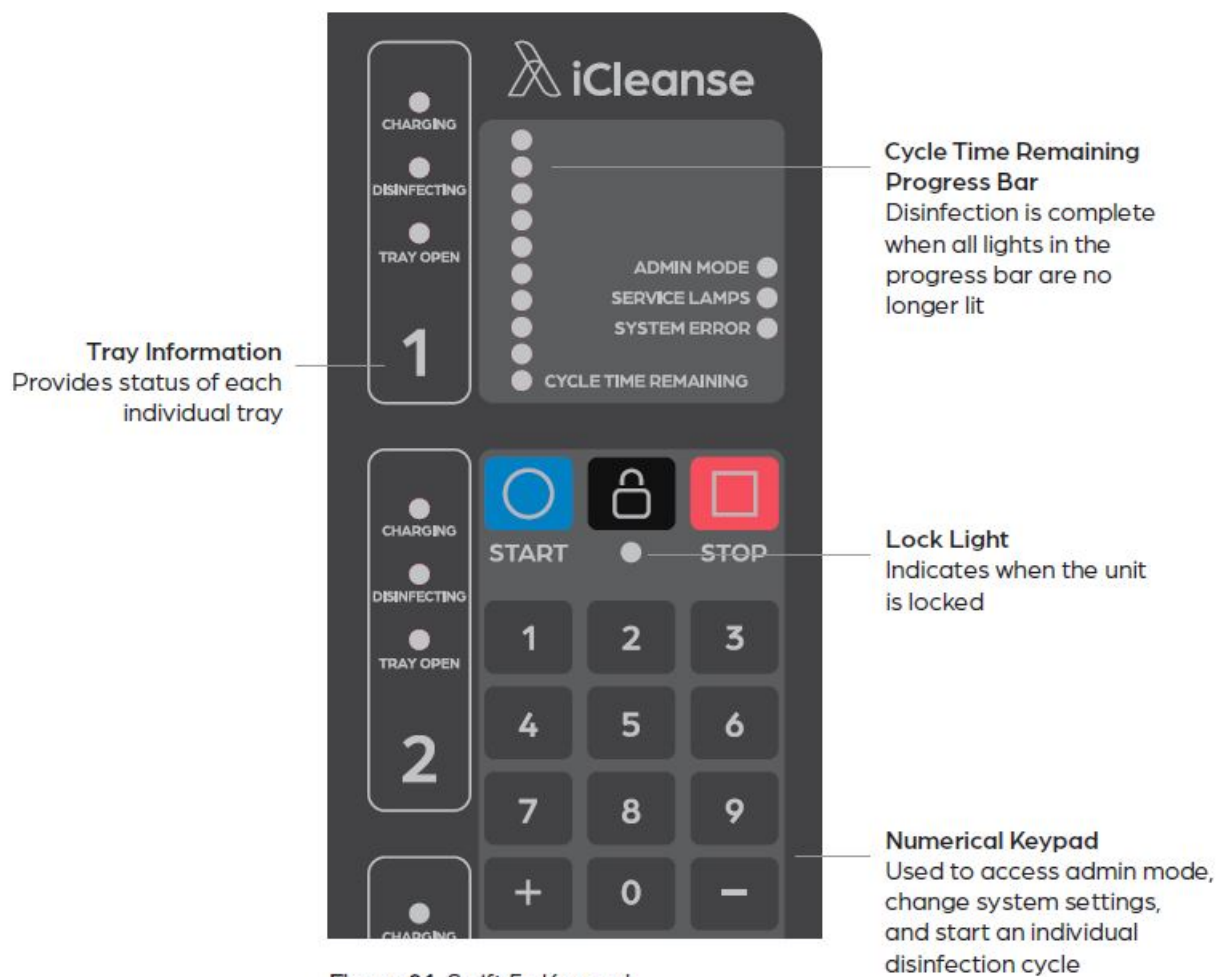 iCleanse
CHARGING
DISINFECTING
TRAY OPEN
1
ADMIN MODE
SERVICE LAMPS
SYSTEM ERROR
CYCLE TIME REMAINING
Cycle Time Remaining
Progress Bar
Disinfection is complete
when all lights in the
progress bar are no
longer lit
Tray Information
Provides status of each
individual tray
CHARGING
DISINFECTING
TRAY OPEN
2
START
STOP
Lock Light
Indicates when the unit
is locked
1 2 3
4 5 6
7 8 9
+ 0 −
Numerical Keypad
Used to access admin mode,
change system settings,
and start an individual
disinfection cycle
CHARGING